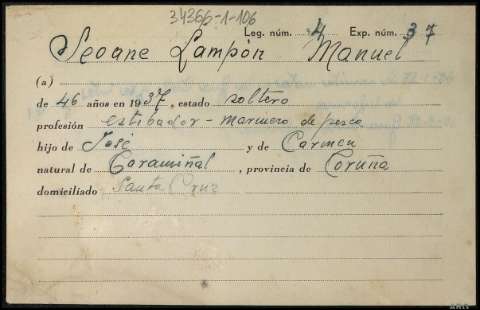 34366-1-106
Leg. núm. 4 Exp. núm. 37
Seoane Lampón Manuel
(a)
de 46 años en 1937, estado soltero
profesión estibador - marinero de pesca
hijo de José y de Carmen
natural de Caramiñal, provincia de Coruña
domiciliado Santa Cruz